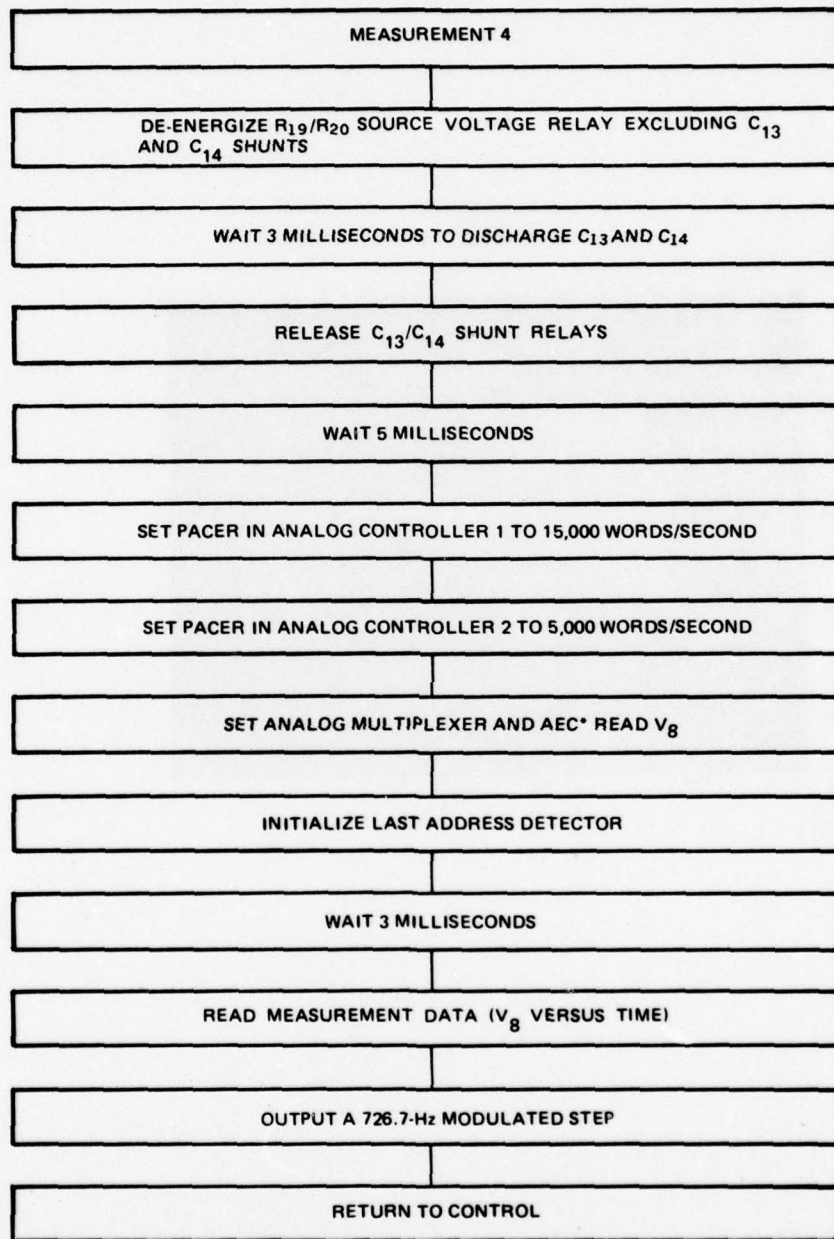 MEASUREMENT 4
DE-ENERGIZE R19/R20 SOURCE VOLTAGE RELAY EXCLUDING C13
AND C14 SHUNTS
WAIT 3 MILLISECONDS TO DISCHARGE C13 AND C14
RELEASE C13/C14 SHUNT RELAYS
WAIT 5 MILLISECONDS
SET PACER IN ANALOG CONTROLLER 1 TO 15,000 WORDS/SECOND
SET PACER IN ANALOG CONTROLLER 2 TO 5,000 WORDS/SECOND
SET ANALOG MULTIPLEXER AND AEC* READ V8
INITIALIZE LAST ADDRESS DETECTOR
WAIT 3 MILLISECONDS
READ MEASUREMENT DATA (V8 VERSUS TIME)
OUTPUT A 726.7-Hz MODULATED STEP
RETURN TO CONTROL